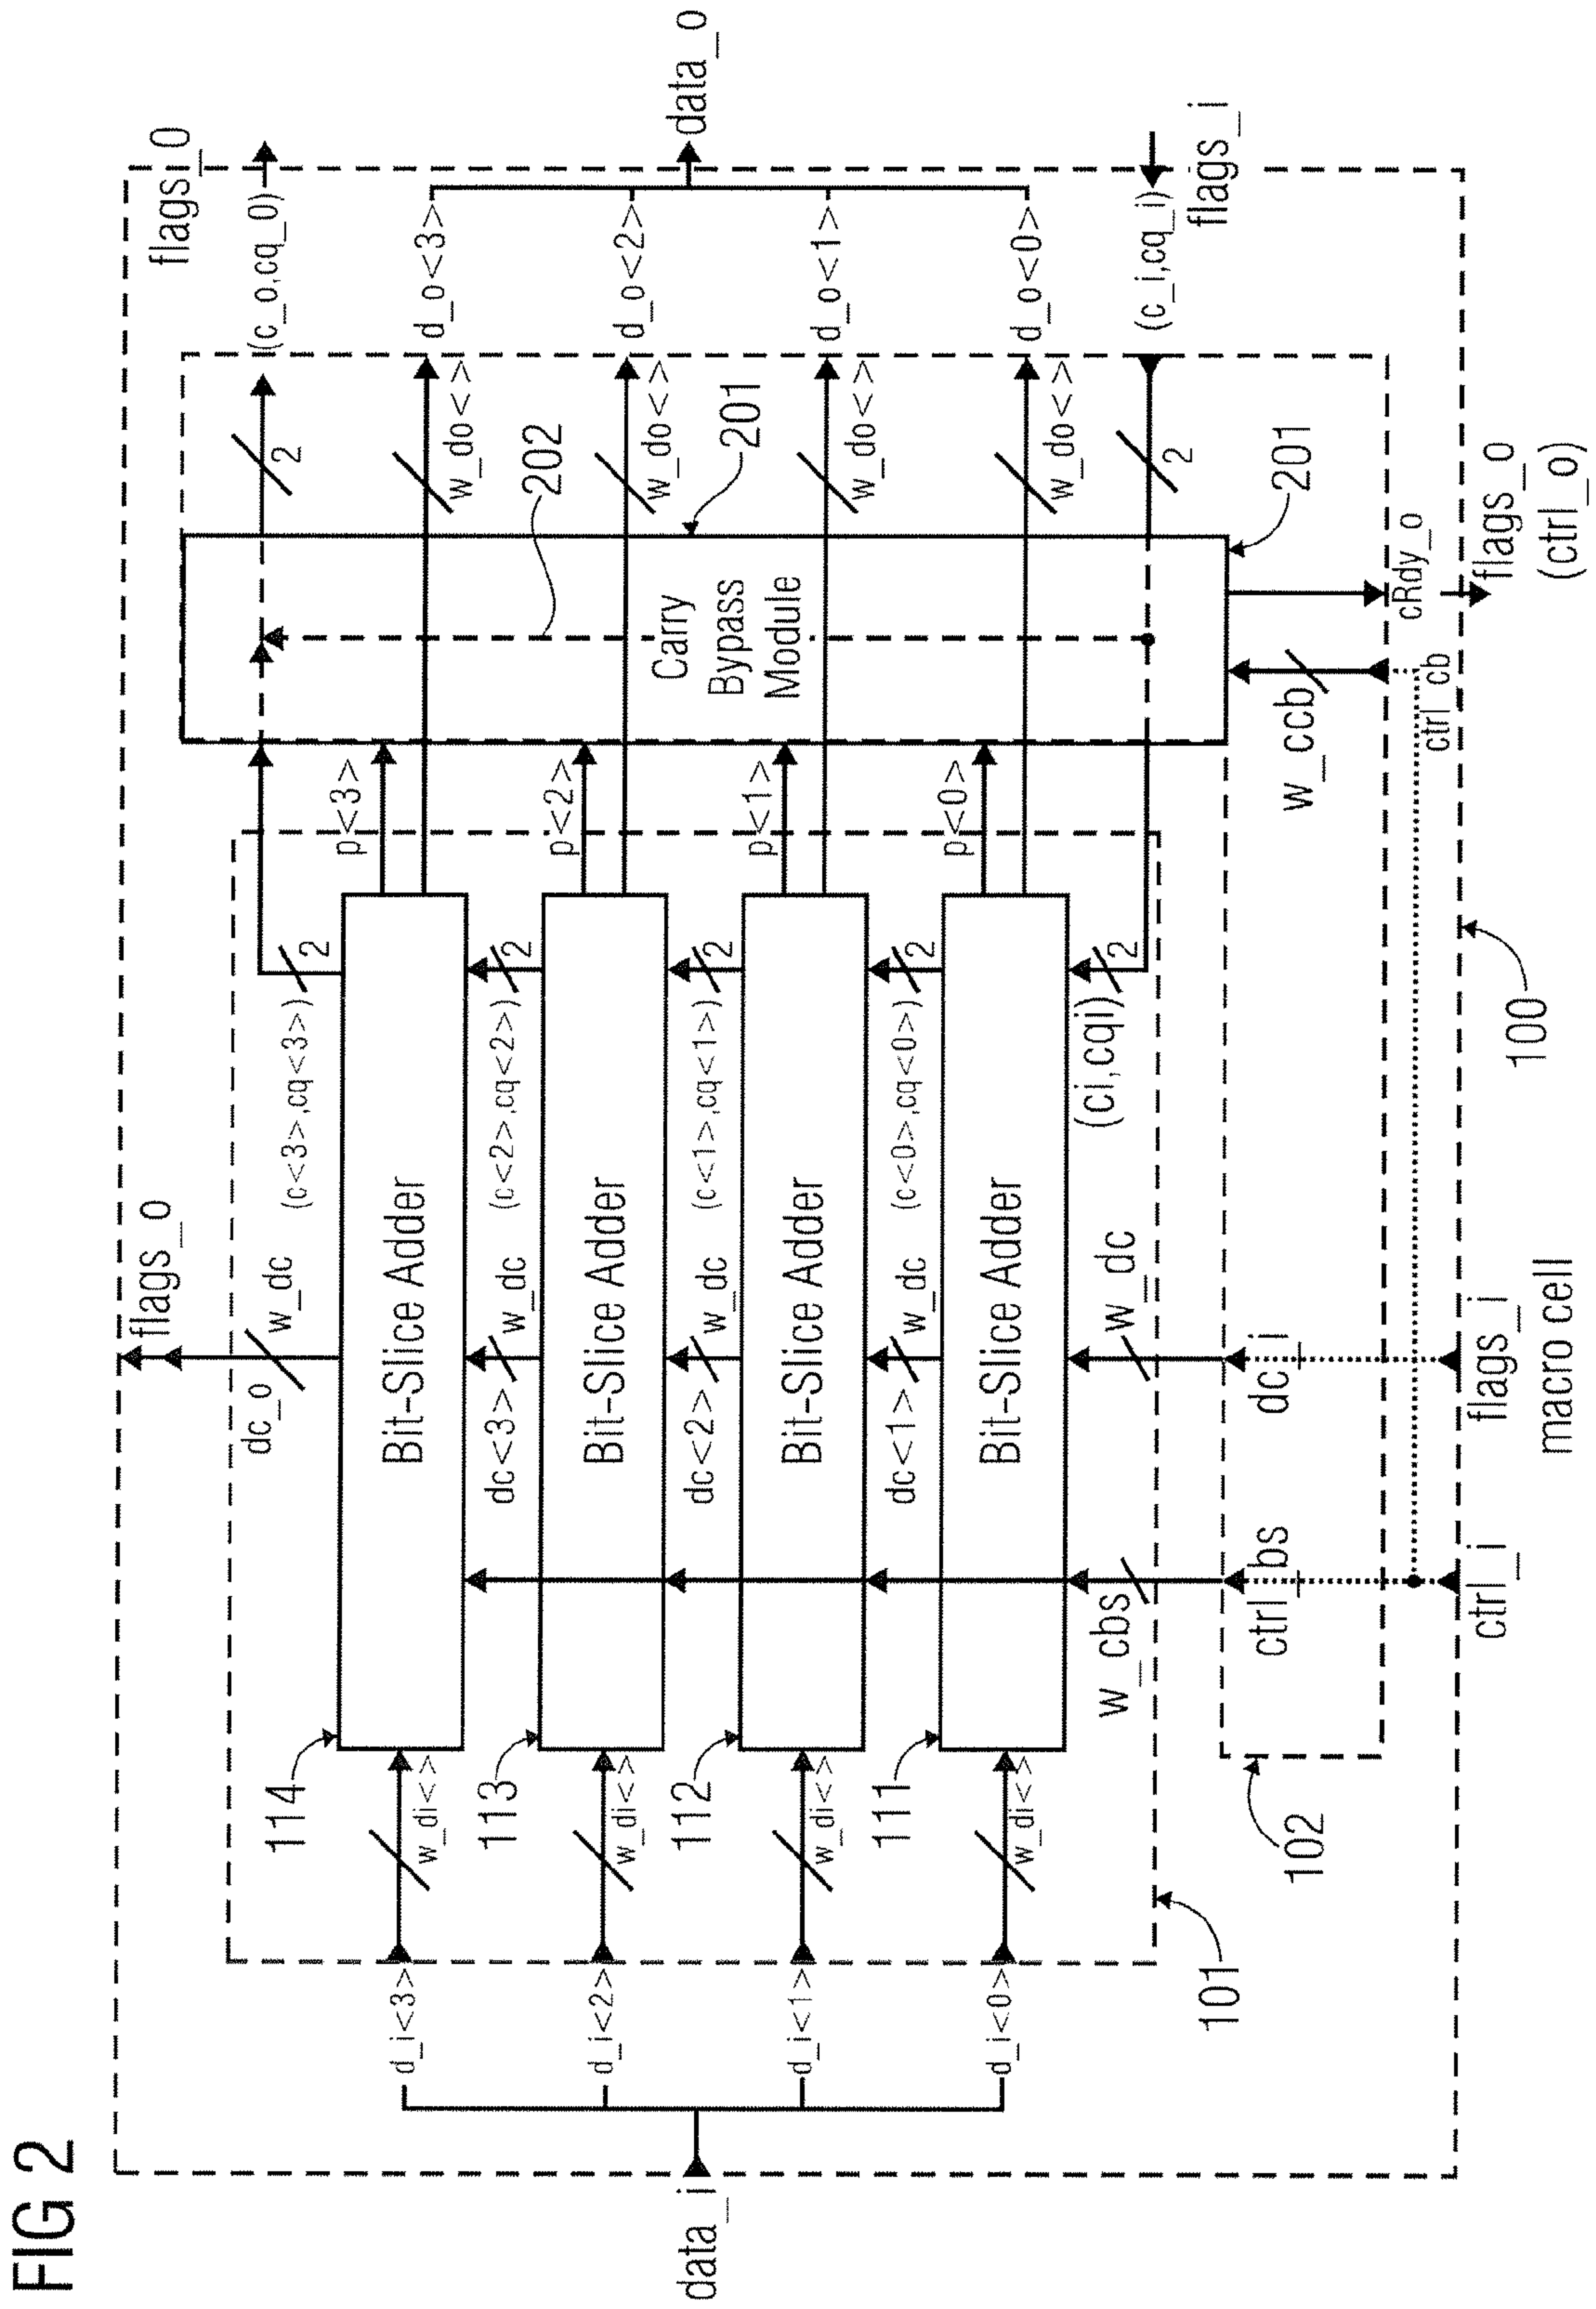 FIG 2
flags_o
flags_0
dc_o
w_dc
(c<3>,cq<3>)
2
2
(c_o,cq_0)
114
d_i<3>
w_di<>
Bit-Slice Adder
p<3>
w_do<>
d_o<3>
113
dc<3>
w_dc
(c<2>,cq<2>)
2
202
d_i<2>
w_di<>
Bit-Slice Adder
p<2>
w_do<>
d_o<2>
data_i
112
dc<2>
w_dc
(c<1>,cq<1>)
2
Carry
Bypass
Module
201
data_o
d_i<1>
w_di<>
Bit-Slice Adder
p<1>
w_do<>
d_o<1>
111
dc<1>
w_dc
(c<0>,cq<0>)
2
d_i<0>
w_di<>
Bit-Slice Adder
p<0>
w_do<>
d_o<0>
w_cbs
w_dc
(ci,cqi)
2
2
(c_i,cq_i)
flags_i
101
102
ctrl_bs
dc_i
w_ccb
201
ctrl_cb
cRdy_o
ctrl_i
flags_i
100
flags_o
(ctrl_o)
macro cell